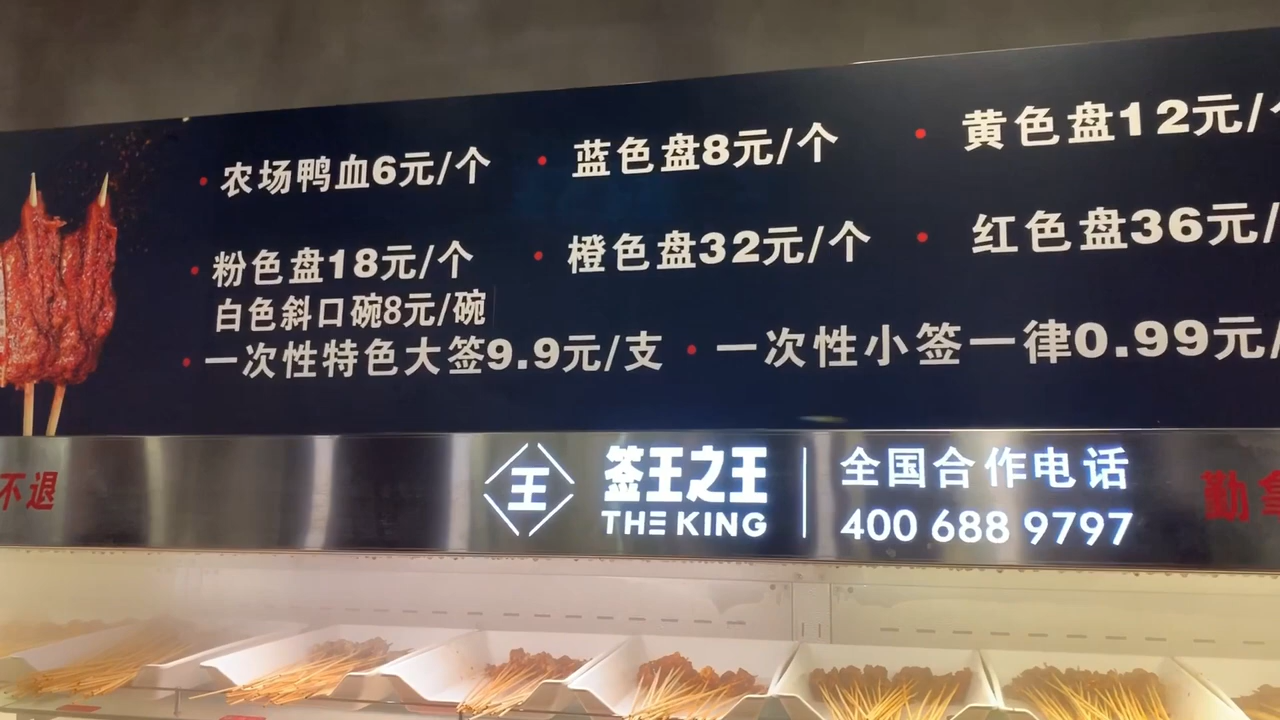 农场鸭血6元/个
蓝色盘8元/个
黄色盘12元/
粉色盘18元/个
橙色盘32元/个
红色盘36元/
白色斜口碗8元/碗
一次性特色大签9.9元/支
一次性小签一律0.99元/
不退
王
签王之王
THE KING
全国合作电话
400 688 9797
勤拿